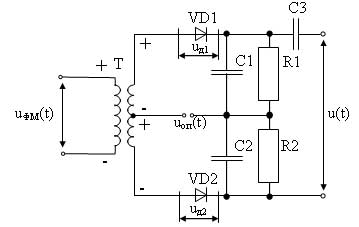 VD1
C3
+ T
+
uд1
C1
R1
uФМ(t)
-
+
uоп(t)
u(t)
C2
R2
-
-
VD2
uд2